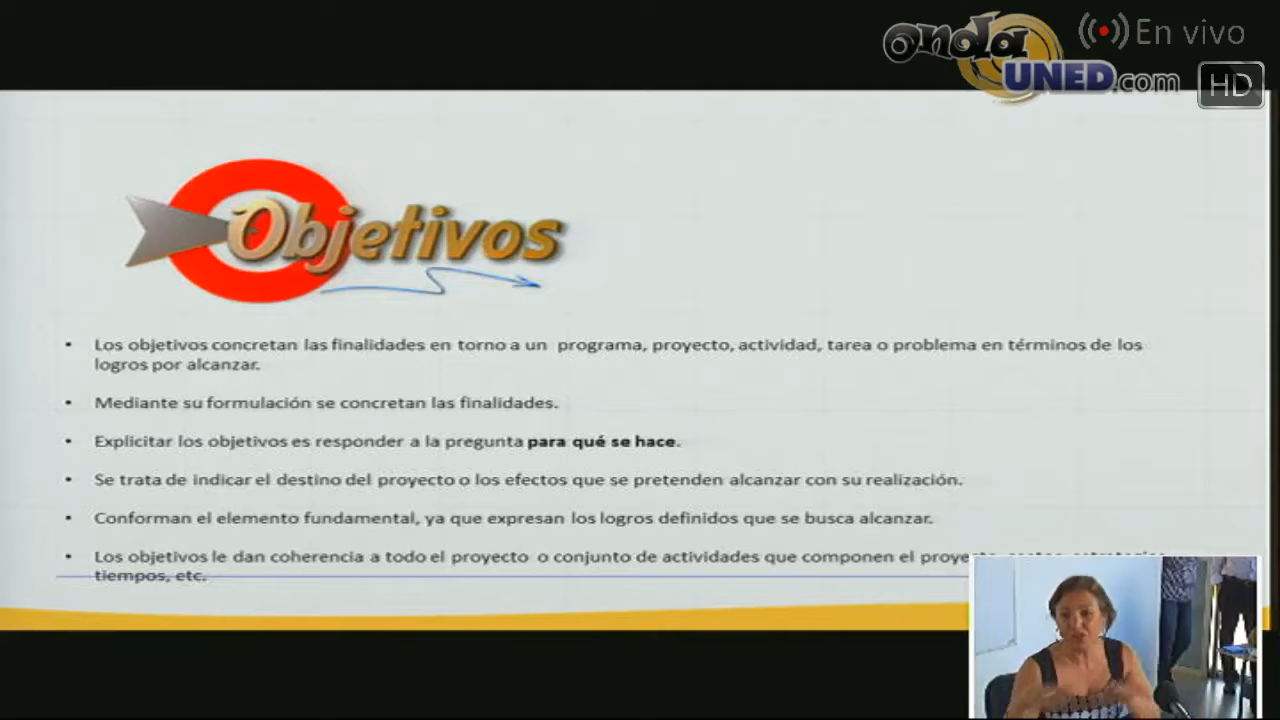 onda
UNED.com
En vivo
HD
Objetivos
• Los objetivos concretan las finalidades en torno a un programa, proyecto, actividad, tarea o problema en términos de los
logros por alcanzar.
• Mediante su formulación se concretan las finalidades.
• Explicitar los objetivos es responder a la pregunta para qué se hace.
• Se trata de indicar el destino del proyecto o los efectos que se pretenden alcanzar con su realización.
• Conforman el elemento fundamental, ya que expresan los logros definidos que se busca alcanzar.
• Los objetivos le dan coherencia a todo el proyecto o conjunto de actividades que componen el
tiempos, etc.